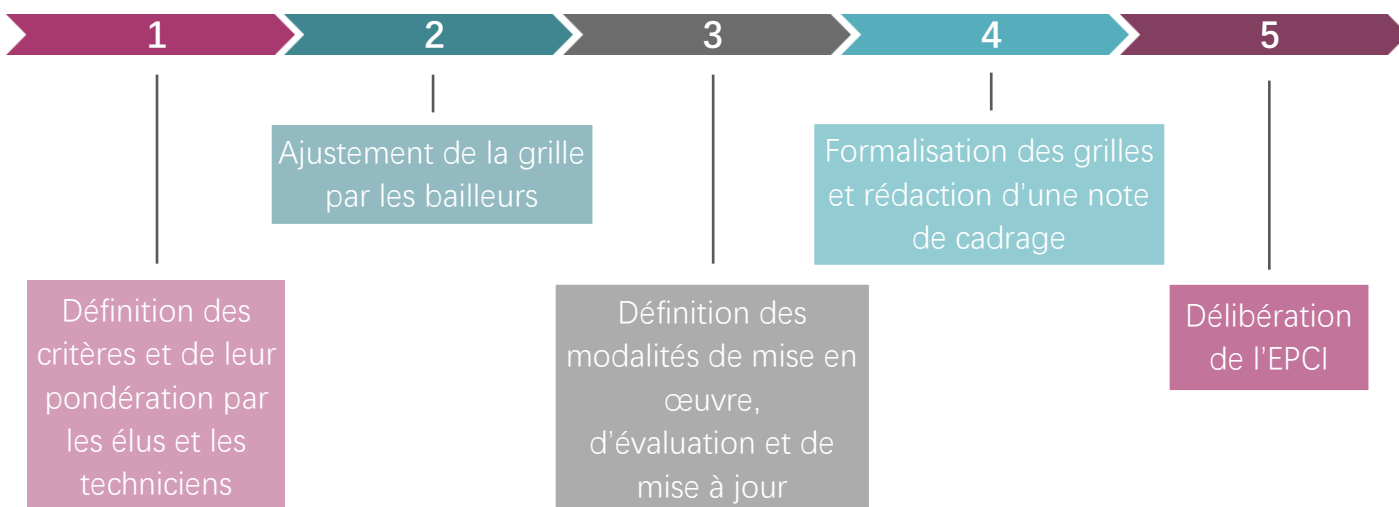 1
Définition des
critères et de leur
pondération par
les élus et les
techniciens
2
Ajustement de la grille
par les bailleurs
3
Définition des
modalités de mise en
œuvre,
d’évaluation et de
mise à jour
4
Formalisation des grilles
et rédaction d’une note
de cadrage
5
Délibération
de l’EPCI